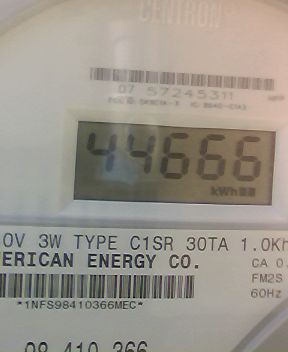 CENTRON
07 57245311
44666
kWh
0V 3W TYPE C1SR 30TA 1.0Kh
ERICAN ENERGY CO.
CA 0.
FM2S
60Hz
*1NFS98410366MEC*
98 410 366